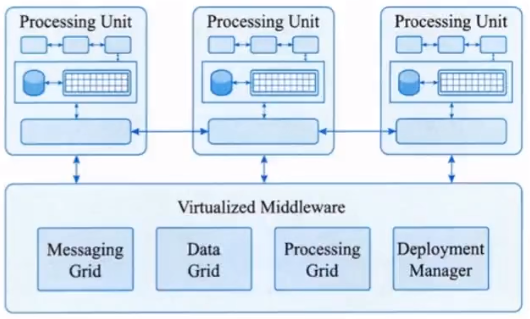 Processing Unit
Processing Unit
Processing Unit
Virtualized Middleware
Messaging
Grid
Data
Grid
Processing
Grid
Deployment
Manager